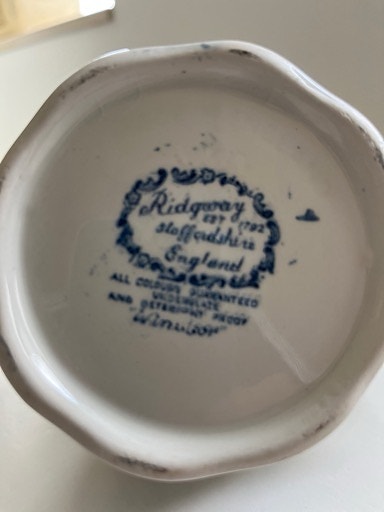 Ridgway
EST 1792
Staffordshire
England
ALL COLOURS GUARANTEED
UNDERGLAZE
AND DETERGENT PROOF
"Windsor"